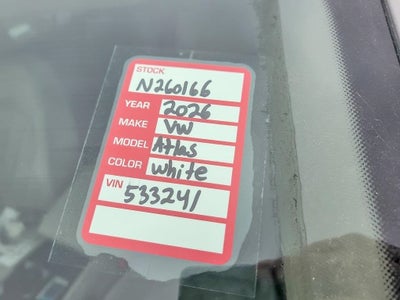 STOCK
N260166
YEAR 2026
MAKE VW
MODEL Atlas
COLOR white
VIN 533241